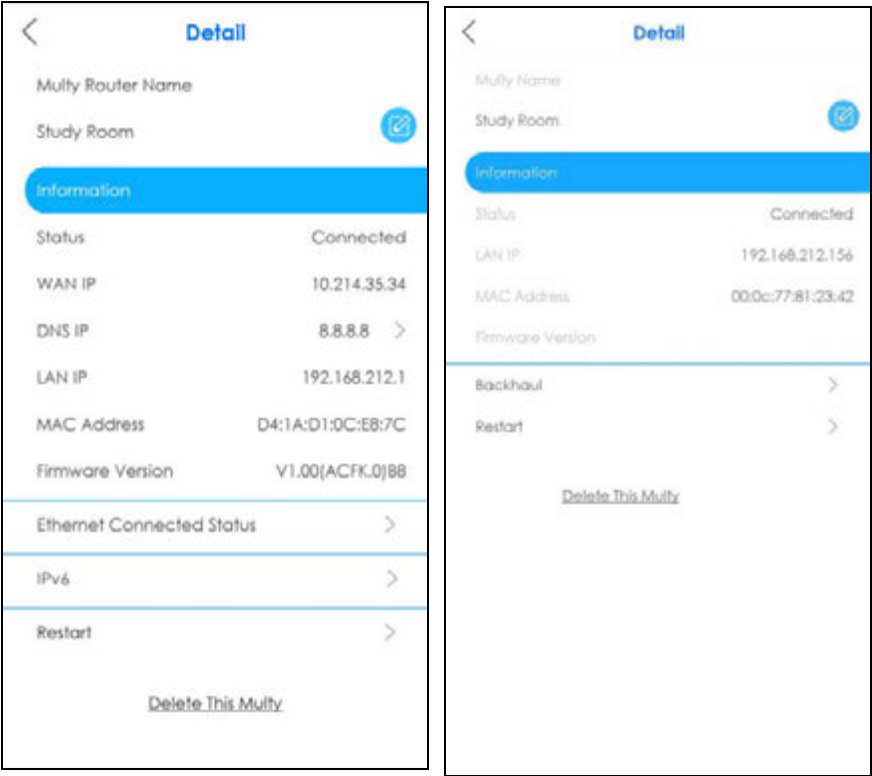 Detail
Multy Router Name
Study Room
Information
Status Connected
WAN IP 10.214.35.34
DNS IP 8.8.8.8 >
LAN IP 192.168.212.1
MAC Address D4:1A:D1:0C:E8:7C
Firmware Version V1.00(ACFK.0)B8
Ethernet Connected Status >
IPv6 >
Restart >
Delete This Multy
Detail
Multy Name
Study Room
Information
Status Connected
LAN IP 192.168.212.156
MAC Address 00:0c:77:81:23:42
Firmware Version
Backhaul >
Restart >
Delete This Multy